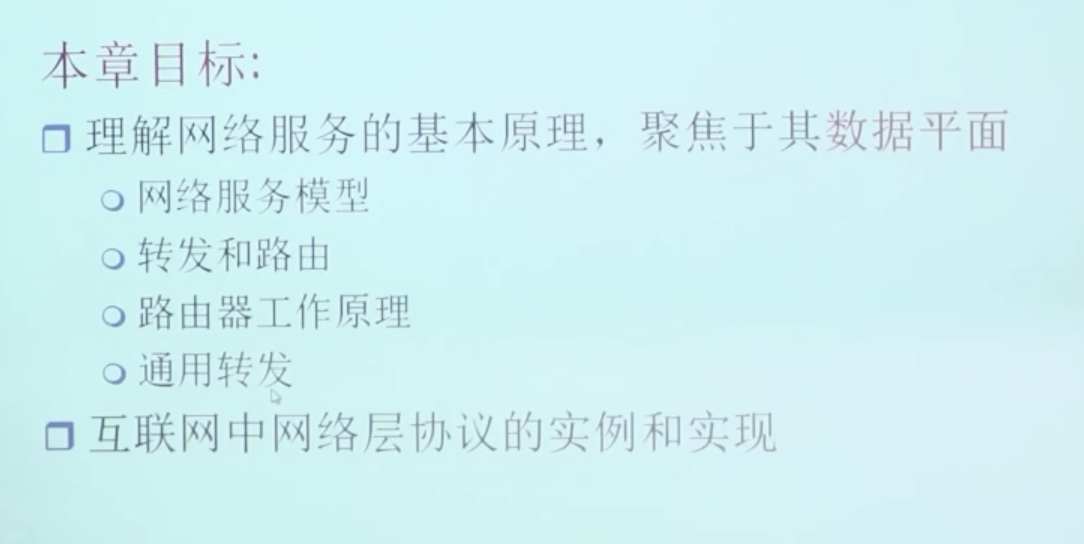 本章目标:
理解网络服务的基本原理，聚焦于其数据平面
网络服务模型
转发和路由
路由器工作原理
通用转发
互联网中网络层协议的实例和实现